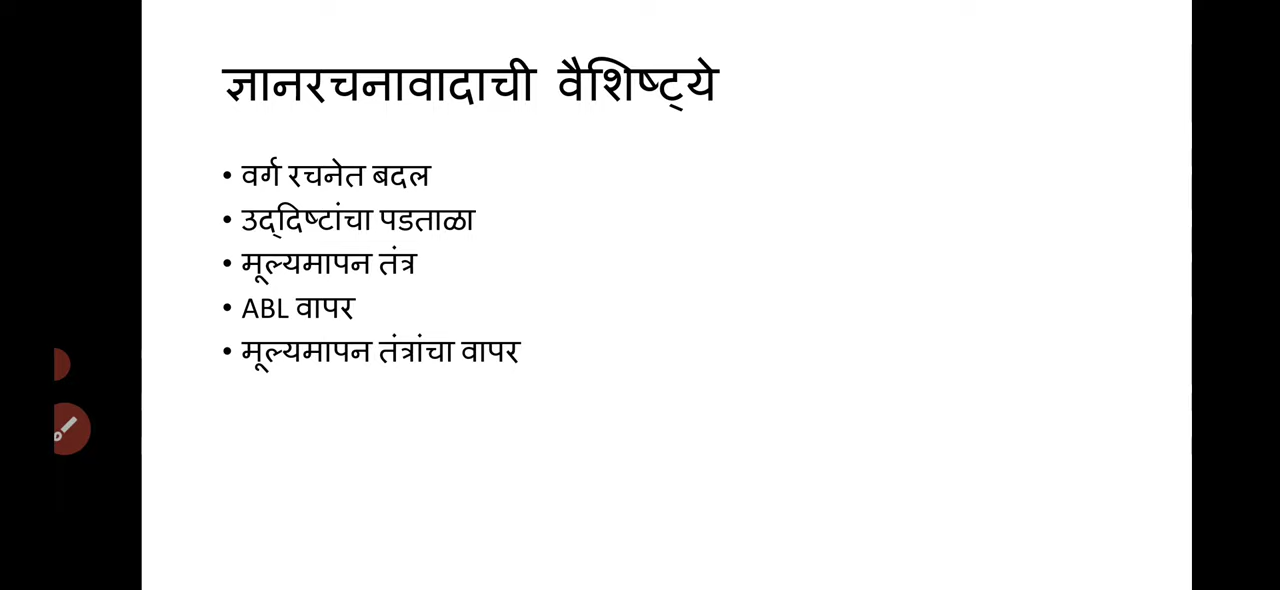 ज्ञानरचनावादाची वैशिष्ट्ये
• वर्ग रचनेत बदल
• उद्दिष्टांचा पडताळा
• मूल्यमापन तंत्र
• ABL वापर
• मूल्यमापन तंत्रांचा वापर